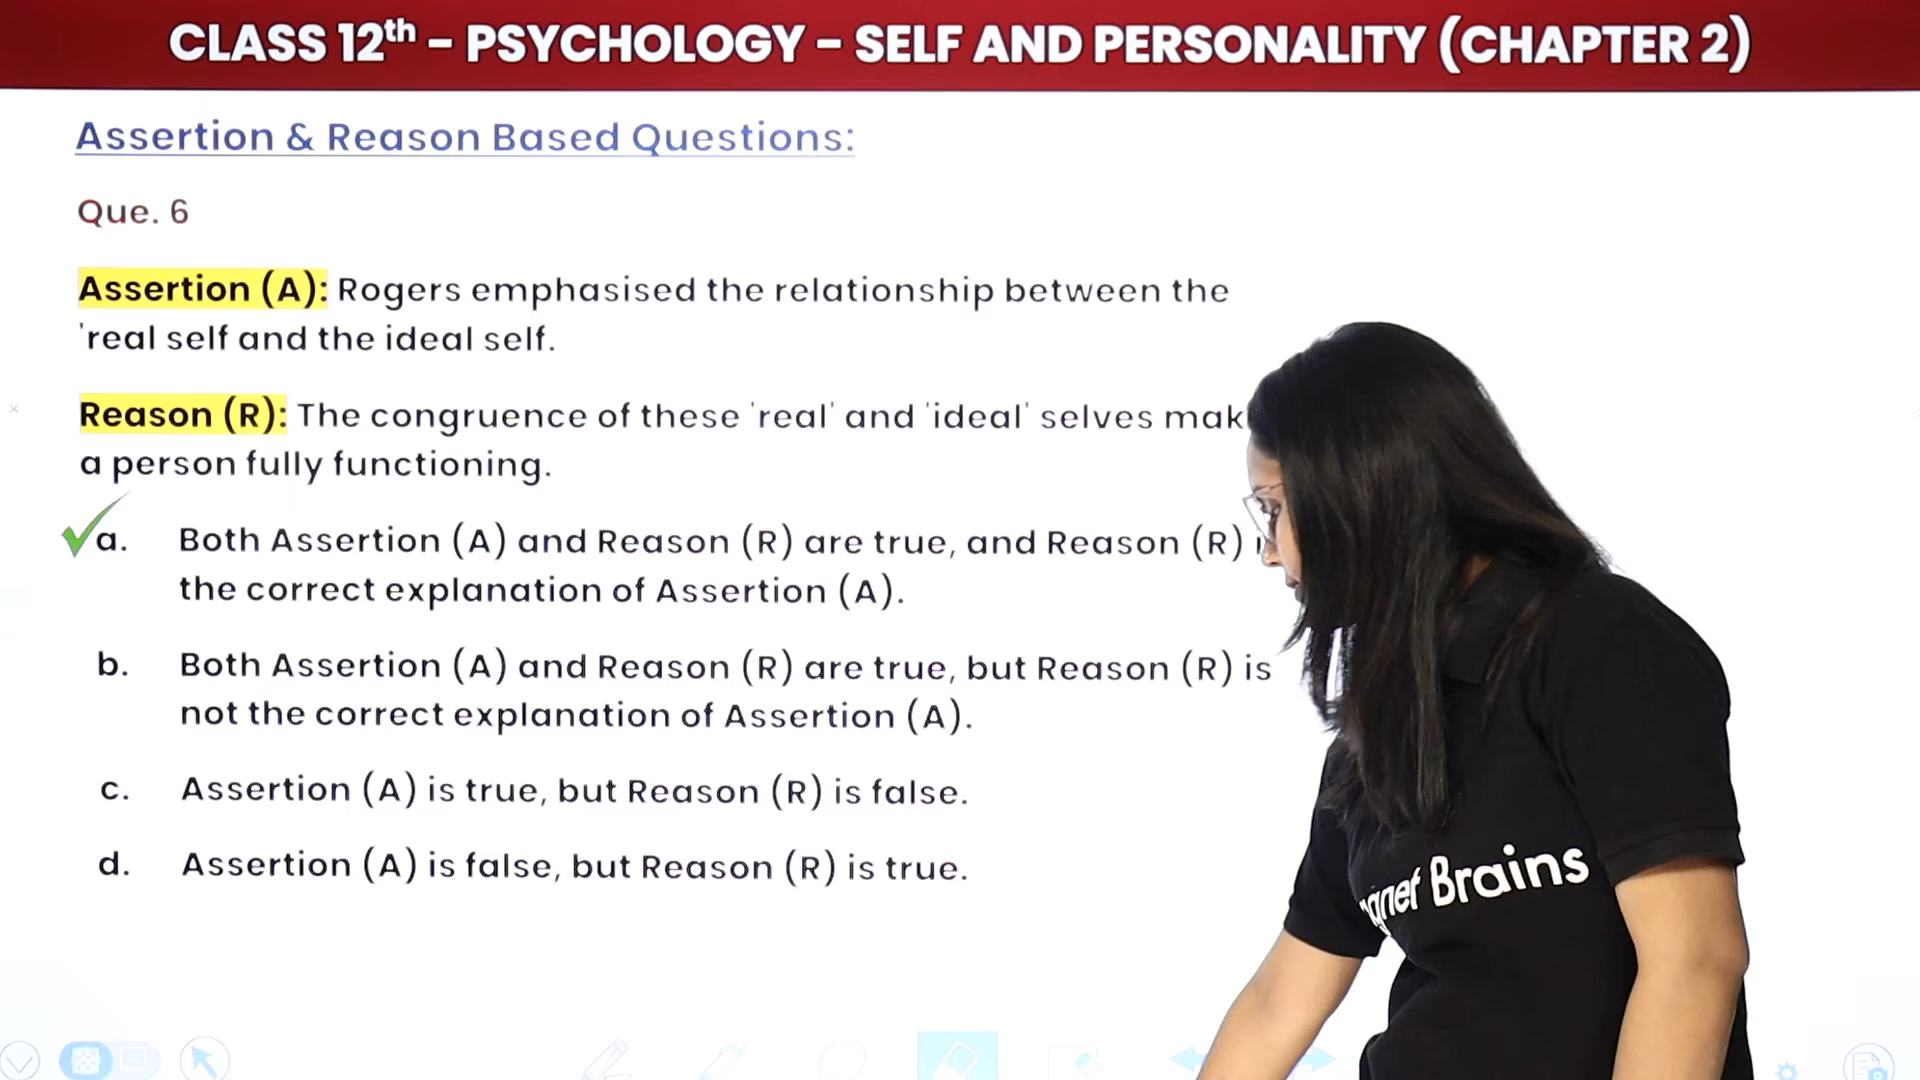 CLASS 12th – PSYCHOLOGY – SELF AND PERSONALITY (CHAPTER 2)
Assertion & Reason Based Questions:
Que. 6
Assertion (A): Rogers emphasised the relationship between the
'real self and the ideal self.
Reason (R): The congruence of these 'real' and 'ideal' selves mak
a person fully functioning.
a. Both Assertion (A) and Reason (R) are true, and Reason (R)
the correct explanation of Assertion (A).
b. Both Assertion (A) and Reason (R) are true, but Reason (R) is
not the correct explanation of Assertion (A).
c. Assertion (A) is true, but Reason (R) is false.
d. Assertion (A) is false, but Reason (R) is true.
Brains